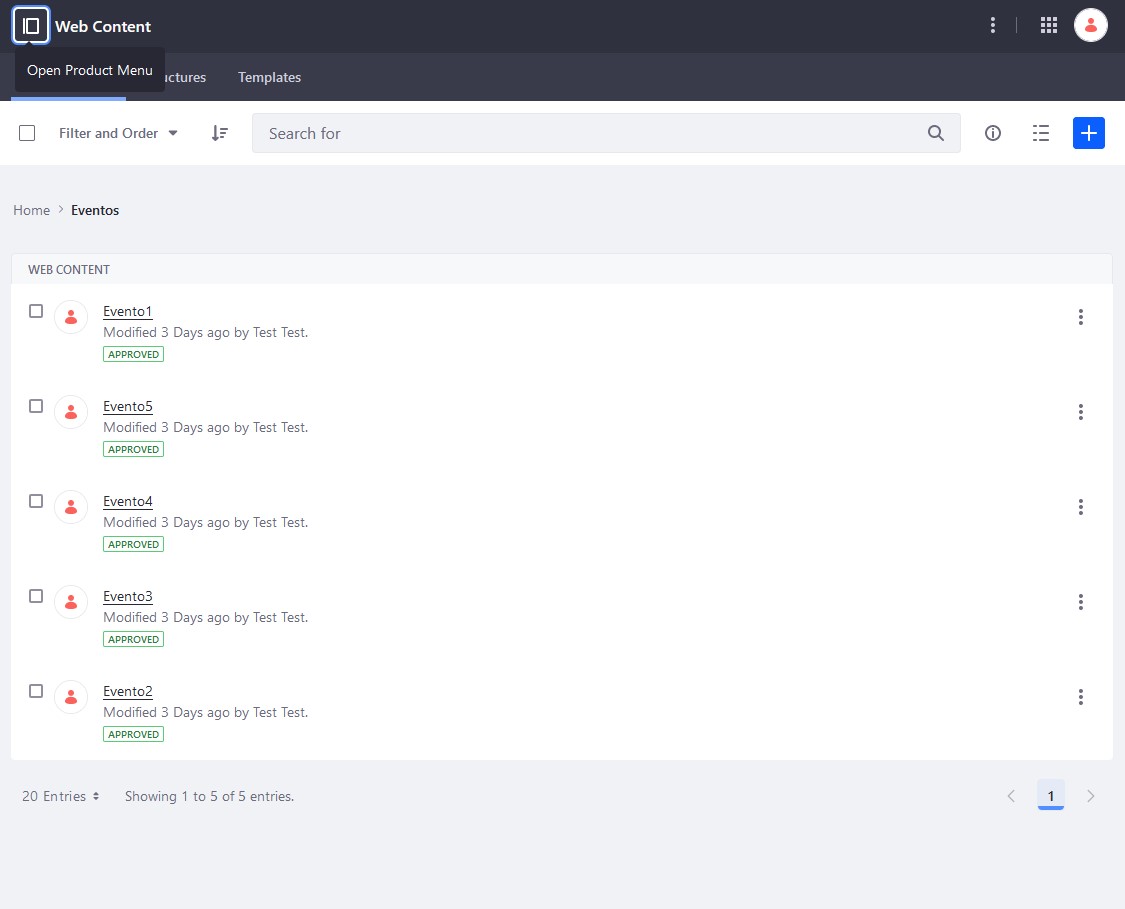 Web Content
Open Product Menu
uctures Templates
Filter and Order
Search for
Home Eventos
WEB CONTENT
Evento1
Modified 3 Days ago by Test Test.
APPROVED
Evento5
Modified 3 Days ago by Test Test.
APPROVED
Evento4
Modified 3 Days ago by Test Test.
APPROVED
Evento3
Modified 3 Days ago by Test Test.
APPROVED
Evento2
Modified 3 Days ago by Test Test.
APPROVED
20 Entries Showing 1 to 5 of 5 entries. 1